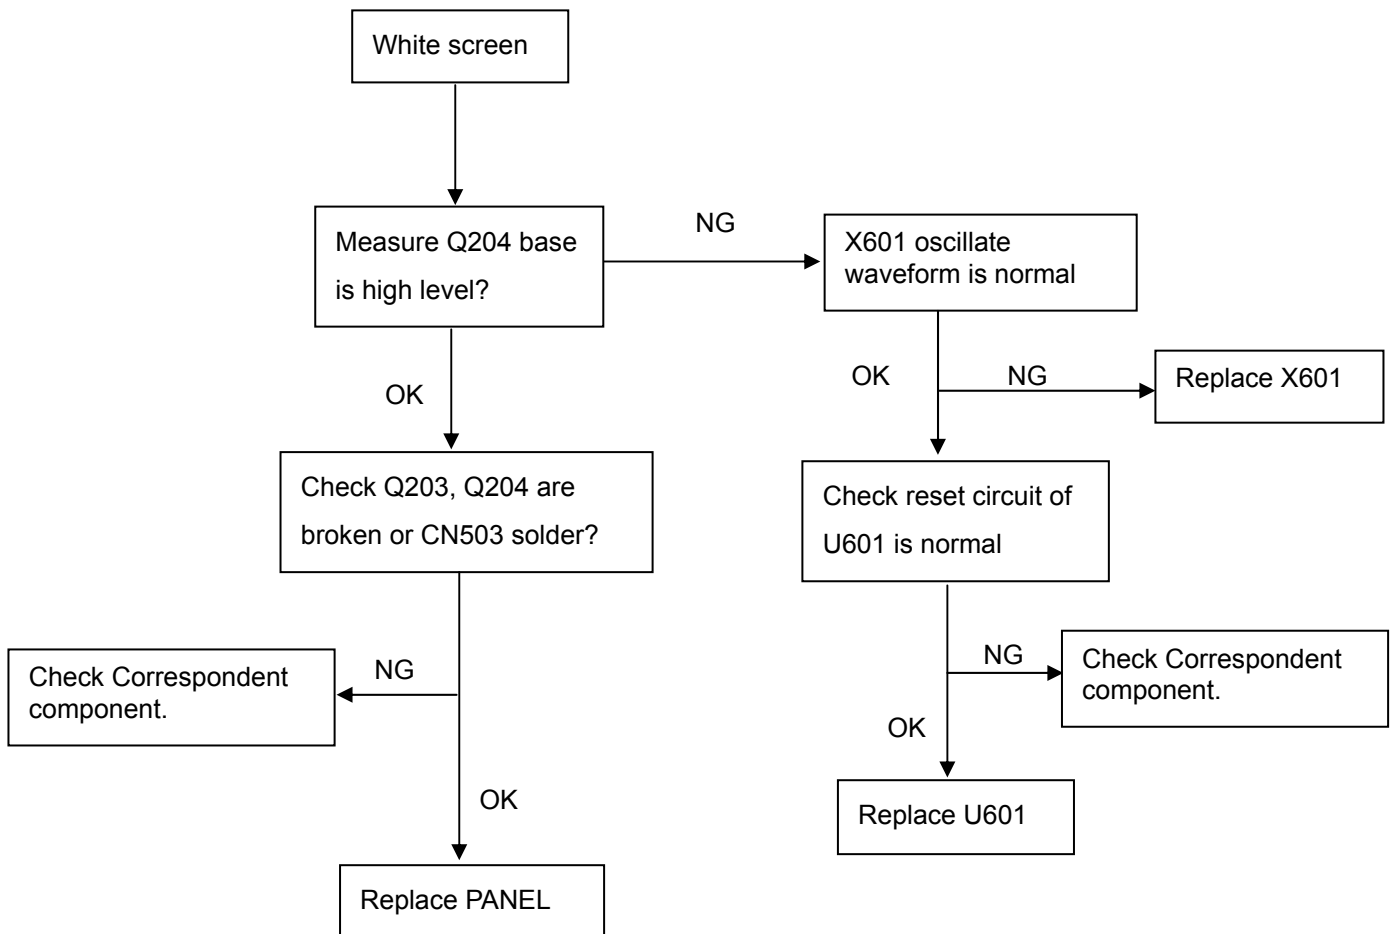 White screen
Measure Q204 base
is high level?
NG
X601 oscillate
waveform is normal
OK
OK
NG
Replace X601
Check Q203, Q204 are
broken or CN503 solder?
Check reset circuit of
U601 is normal
Check Correspondent
component.
NG
NG
Check Correspondent
component.
OK
OK
Replace U601
Replace PANEL